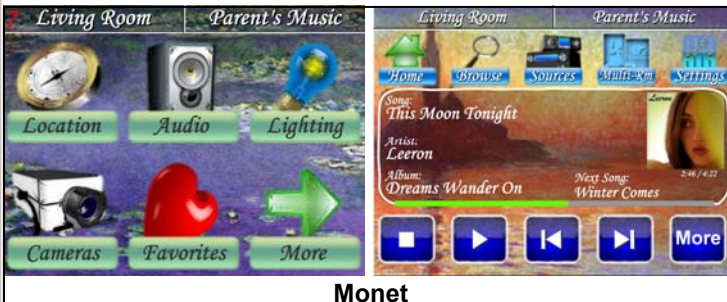 7 Living Room Parent's Music
Location Audio Lighting
Cameras Favorites More
Living Room Parent's Music
Home Browse Sources Multi-Rm Settings
Song:
This Moon Tonight
Artist:
Leeron
Album:
Dreams Wander On
Leeron
2:46 / 4:22
Next Song:
Winter Comes
More
Monet